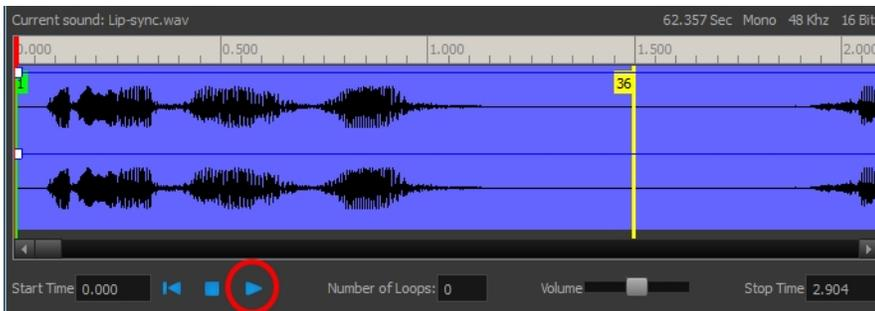 Current sound: Lip-sync.wav 62.357 Sec Mono 48 Khz 16 Bit
0.000 0.500 1.000 1.500 2.000
1 36
Start Time 0.000 Number of Loops: 0 Volume Stop Time 2.904